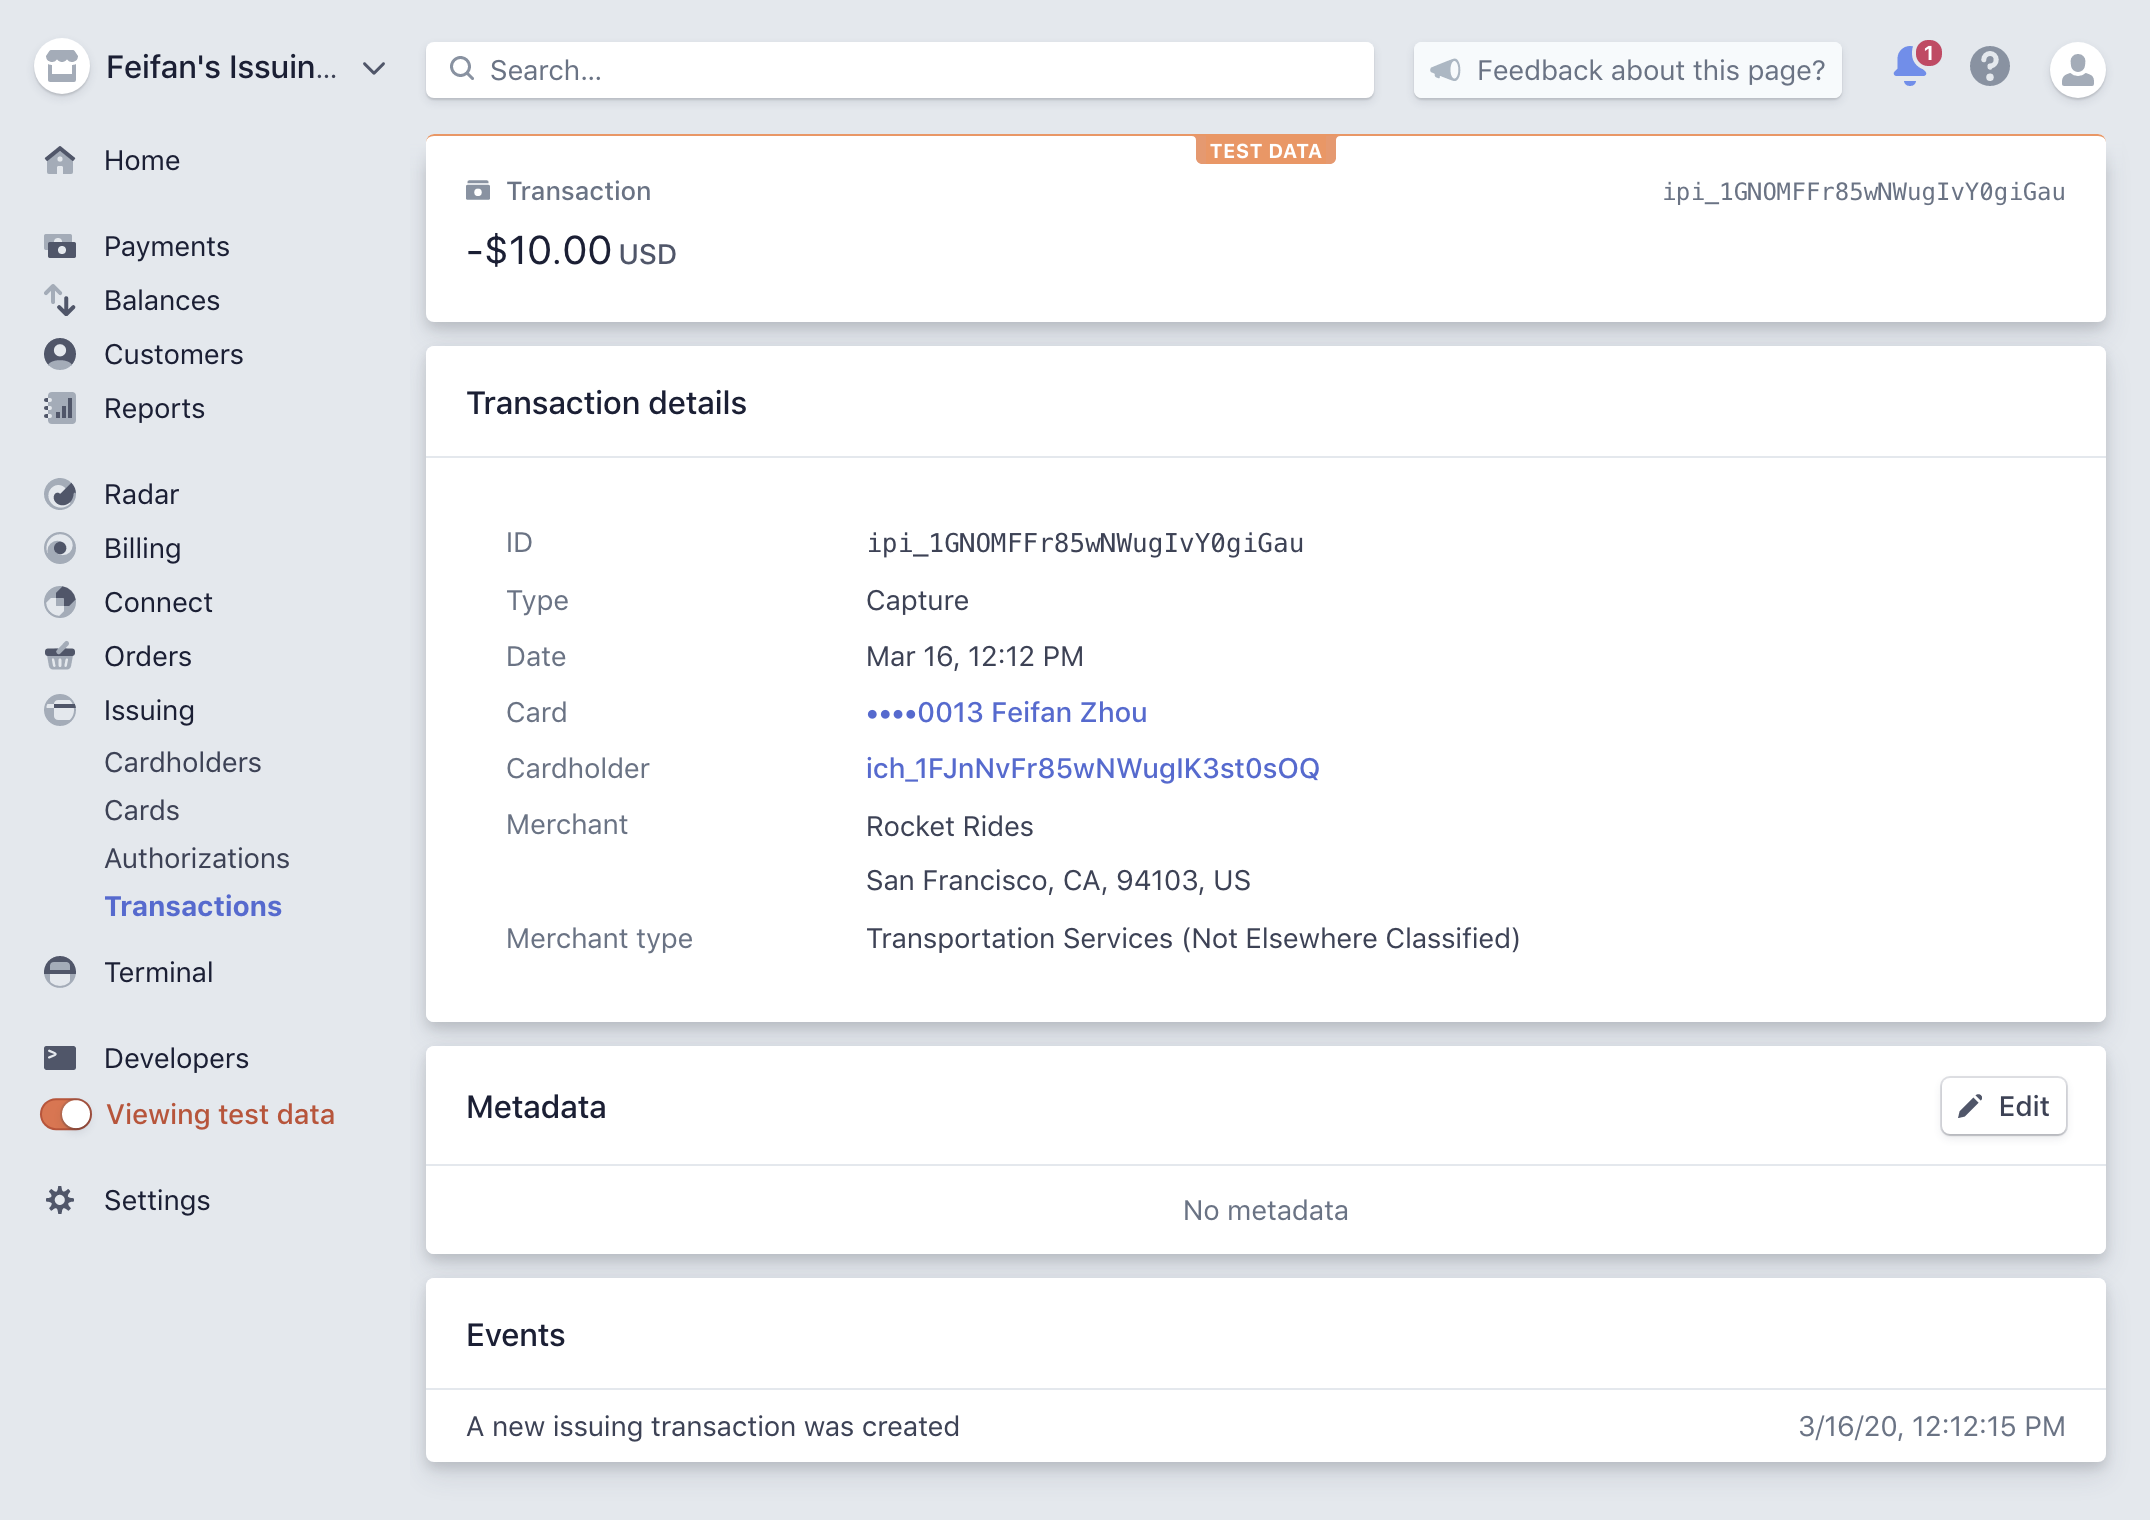 Feifan's Issuin...
Search...
Feedback about this page?
1
Home
Payments
Balances
Customers
Reports
Radar
Billing
Connect
Orders
Issuing
Cardholders
Cards
Authorizations
Transactions
Terminal
Developers
Viewing test data
Settings
TEST DATA
Transaction
ipi_1GNOMFFr85wNWugIvY0giGau
-$10.00 USD
Transaction details
ID ipi_1GNOMFFr85wNWugIvY0giGau
Type Capture
Date Mar 16, 12:12 PM
Card ••••0013 Feifan Zhou
Cardholder ich_1FJnNvFr85wNWugIK3st0sOQ
Merchant Rocket Rides
San Francisco, CA, 94103, US
Merchant type Transportation Services (Not Elsewhere Classified)
Metadata
Edit
No metadata
Events
A new issuing transaction was created 3/16/20, 12:12:15 PM